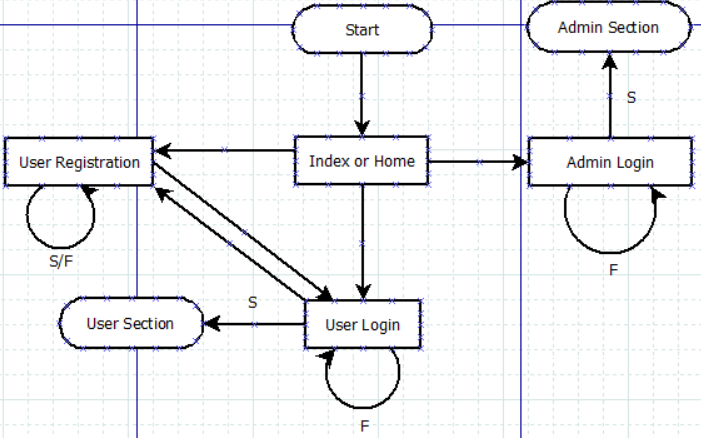 Start
Admin Section
S
User Registration
Index or Home
Admin Login
S/F
F
S
User Section
User Login
F